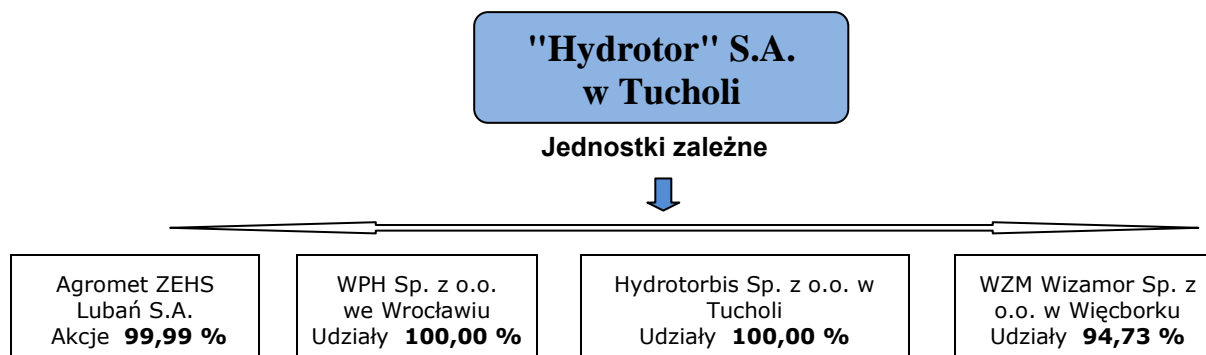 "Hydrotor" S.A.
w Tucholi
Jednostki zależne
Agromet ZEHS
Lubań S.A.
Akcje 99,99 %
WPH Sp. z o.o.
we Wrocławiu
Udziały 100,00 %
Hydrotorbis Sp. z o.o. w
Tucholi
Udziały 100,00 %
WZM Wizamor Sp. z
o.o. w Więcborku
Udziały 94,73 %